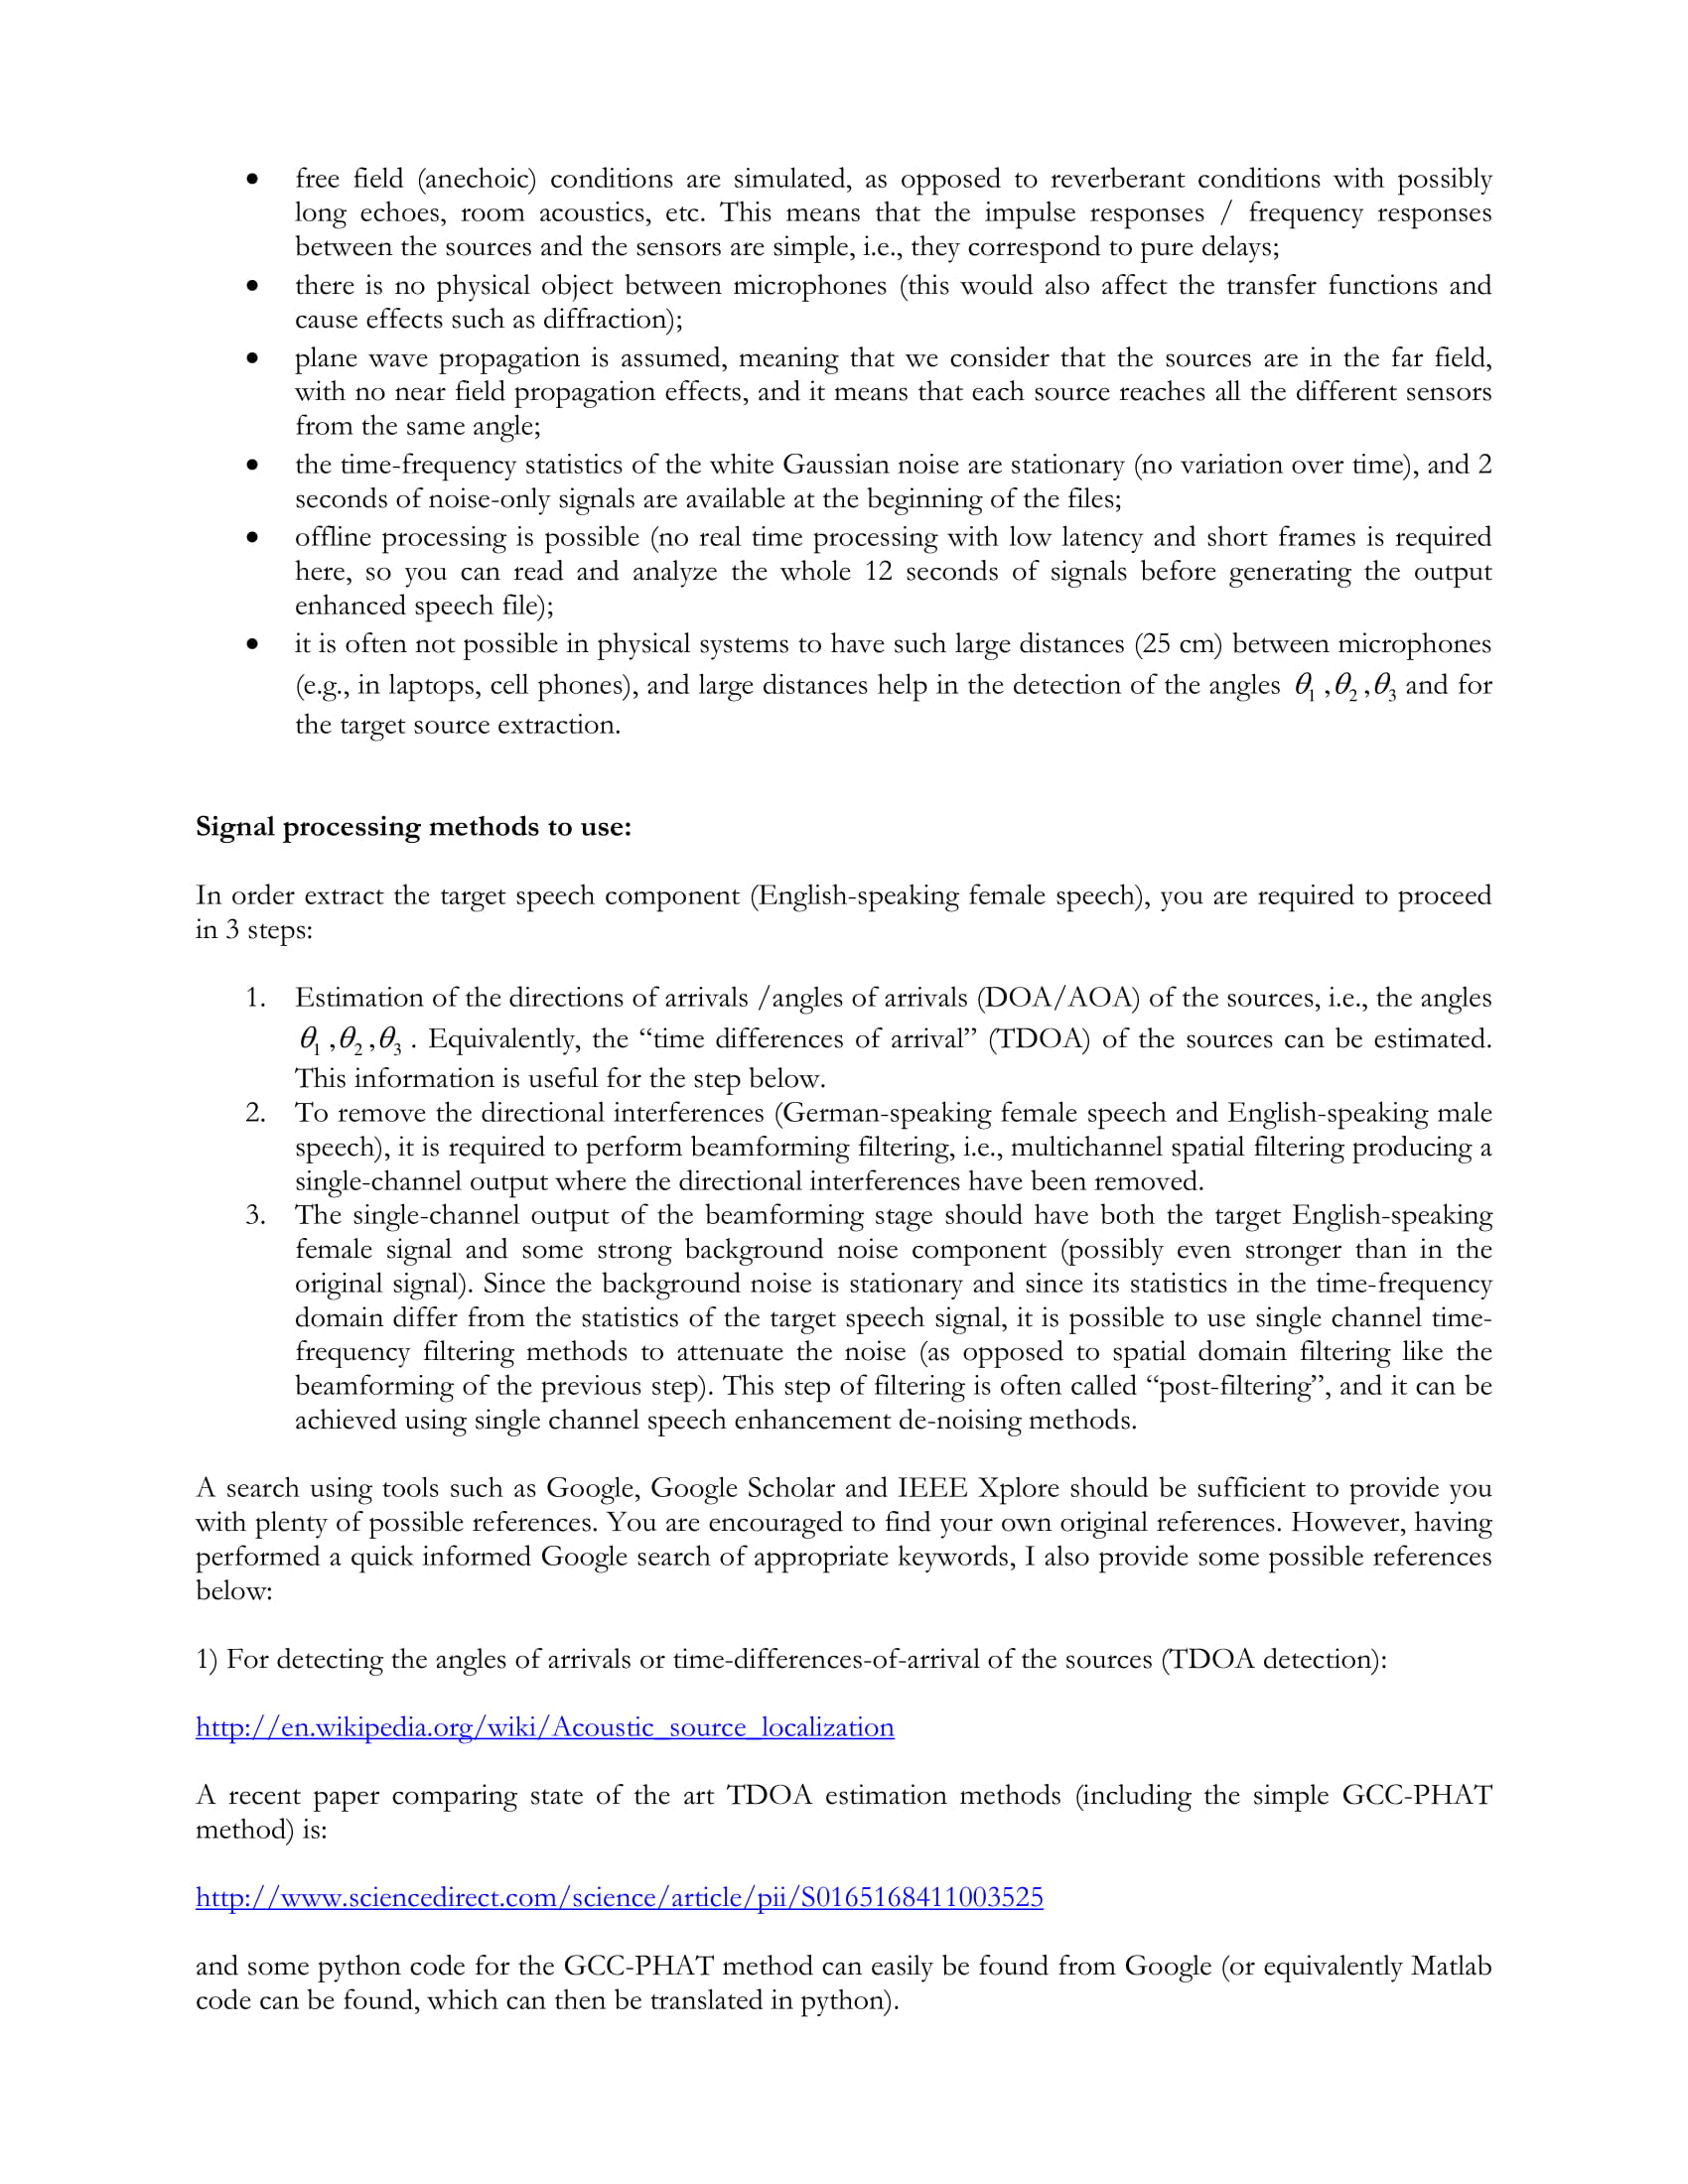 • free field (anechoic) conditions are simulated, as opposed to reverberant conditions with possibly
long echoes, room acoustics, etc. This means that the impulse responses / frequency responses
between the sources and the sensors are simple, i.e., they correspond to pure delays;
• there is no physical object between microphones (this would also affect the transfer functions and
cause effects such as diffraction);
• plane wave propagation is assumed, meaning that we consider that the sources are in the far field,
with no near field propagation effects, and it means that each source reaches all the different sensors
from the same angle;
• the time-frequency statistics of the white Gaussian noise are stationary (no variation over time), and 2
seconds of noise-only signals are available at the beginning of the files;
• offline processing is possible (no real time processing with low latency and short frames is required
here, so you can read and analyze the whole 12 seconds of signals before generating the output
enhanced speech file);
• it is often not possible in physical systems to have such large distances (25 cm) between microphones
(e.g., in laptops, cell phones), and large distances help in the detection of the angles θ₁ ,θ₂ ,θ₃ and for
the target source extraction.
Signal processing methods to use:
In order extract the target speech component (English-speaking female speech), you are required to proceed
in 3 steps:
1. Estimation of the directions of arrivals /angles of arrivals (DOA/AOA) of the sources, i.e., the angles
θ₁ ,θ₂ ,θ₃ . Equivalently, the “time differences of arrival” (TDOA) of the sources can be estimated.
This information is useful for the step below.
2. To remove the directional interferences (German-speaking female speech and English-speaking male
speech), it is required to perform beamforming filtering, i.e., multichannel spatial filtering producing a
single-channel output where the directional interferences have been removed.
3. The single-channel output of the beamforming stage should have both the target English-speaking
female signal and some strong background noise component (possibly even stronger than in the
original signal). Since the background noise is stationary and since its statistics in the time-frequency
domain differ from the statistics of the target speech signal, it is possible to use single channel time-
frequency filtering methods to attenuate the noise (as opposed to spatial domain filtering like the
beamforming of the previous step). This step of filtering is often called “post-filtering”, and it can be
achieved using single channel speech enhancement de-noising methods.
A search using tools such as Google, Google Scholar and IEEE Xplore should be sufficient to provide you
with plenty of possible references. You are encouraged to find your own original references. However, having
performed a quick informed Google search of appropriate keywords, I also provide some possible references
below:
1) For detecting the angles of arrivals or time-differences-of-arrival of the sources (TDOA detection):
http://en.wikipedia.org/wiki/Acoustic_source_localization
A recent paper comparing state of the art TDOA estimation methods (including the simple GCC-PHAT
method) is:
http://www.sciencedirect.com/science/article/pii/S0165168411003525
and some python code for the GCC-PHAT method can easily be found from Google (or equivalently Matlab
code can be found, which can then be translated in python).